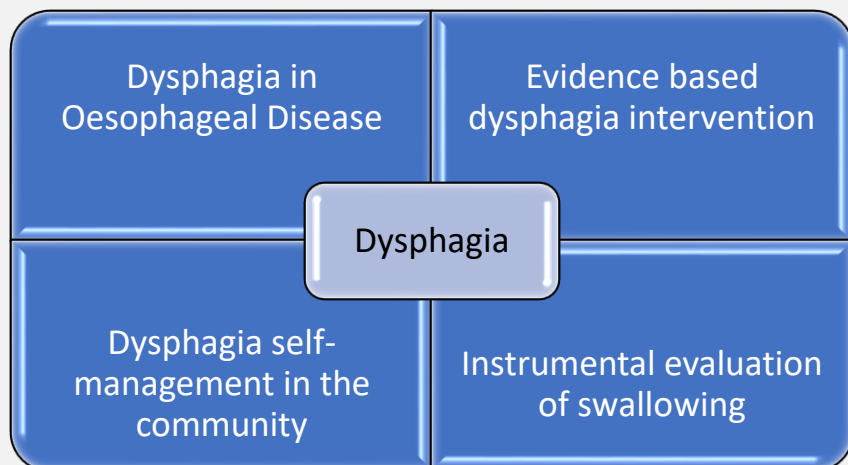 Dysphagia in
Oesophageal Disease
Evidence based
dysphagia intervention
Dysphagia
Dysphagia self-
management in the
community
Instrumental evaluation
of swallowing